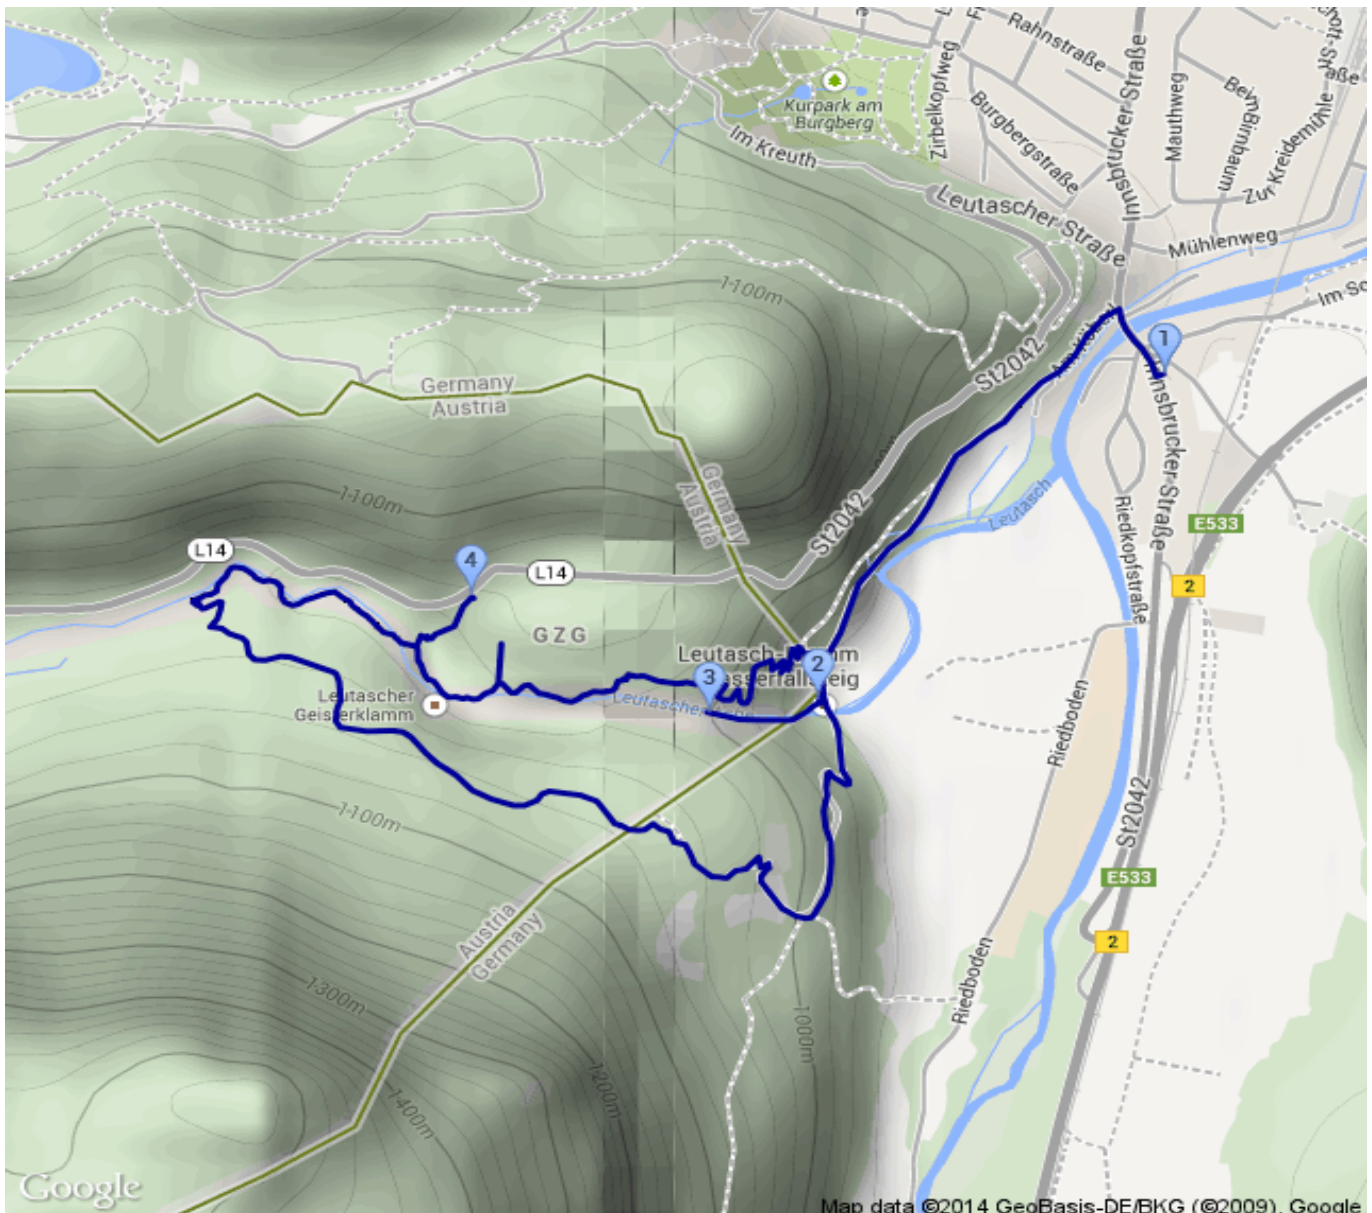 Rahnstraße
Kurpark am
Burgberg
Zirbelkopfweg
Burgbergstraße
Innsbrucker Straße
Mauthweg
Beim Birnbaum
Zur Kreidemühle
Im Kreuth
Leutascher Straße
Mühlenweg
1100m
St2042
1
Germany
Austria
Germany
Austria
1100m
St2042
Leutasch
Innsbrucker Straße
Riedkopfstraße
E533
2
L14
4
L14
GZG
2
3
Leutascher
Geisterklamm
Riedboden
St2042
1100m
E533
2
Austria
Germany
Riedboden
1300m
1000m
1200m
1400m
Google
Map data ©2014 GeoBasis-DE/BKG (©2009), Google